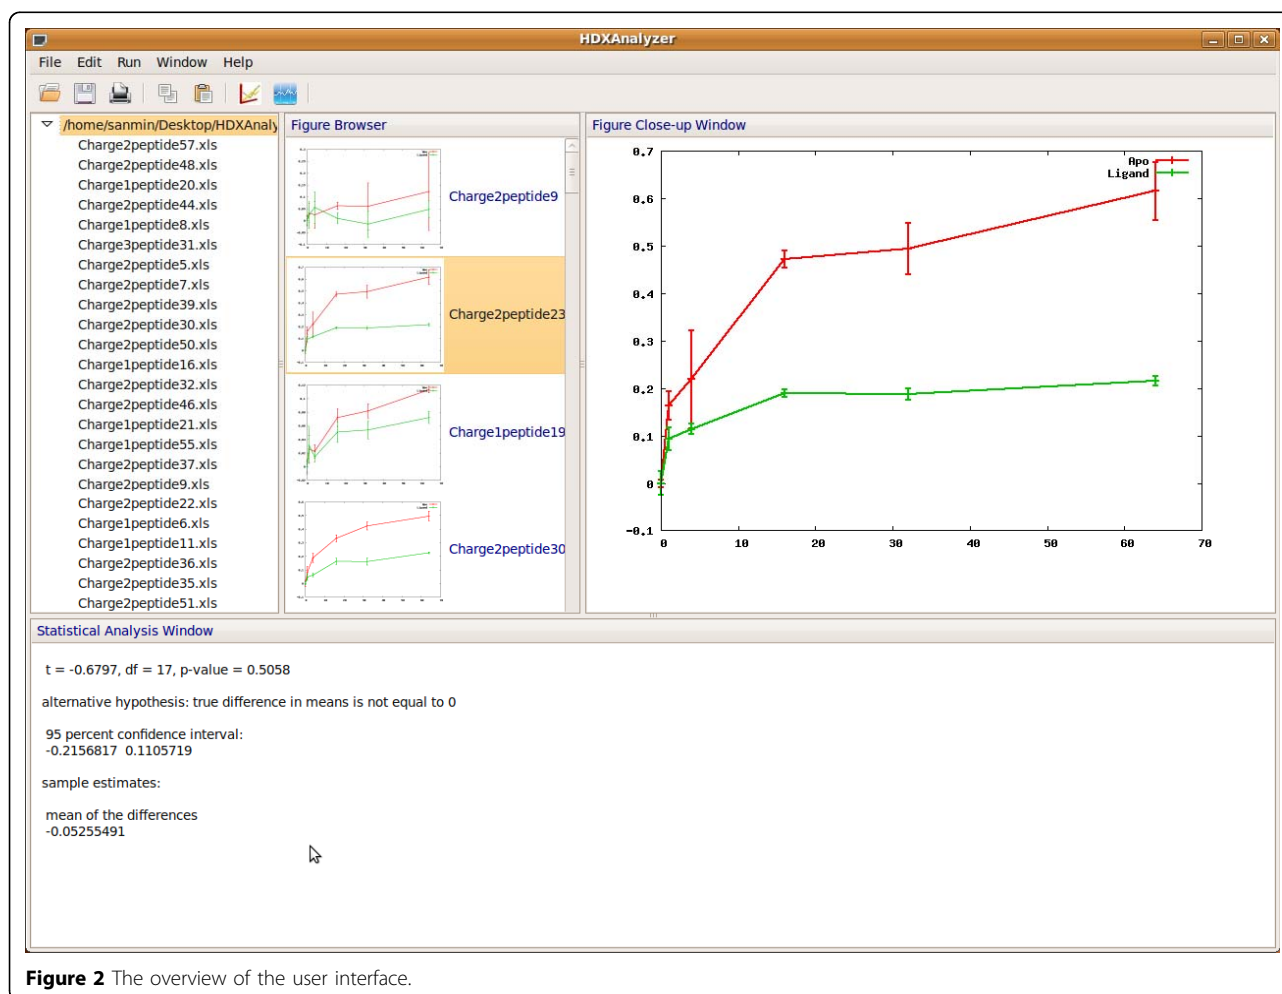 HDXAnalyzer
File Edit Run Window Help
/home/sanmin/Desktop/HDXAnaly
Charge2peptide57.xls
Charge2peptide48.xls
Charge1peptide20.xls
Charge2peptide44.xls
Charge1peptide8.xls
Charge3peptide31.xls
Charge2peptide5.xls
Charge2peptide7.xls
Charge2peptide39.xls
Charge2peptide30.xls
Charge2peptide50.xls
Charge1peptide16.xls
Charge2peptide32.xls
Charge2peptide46.xls
Charge1peptide21.xls
Charge1peptide55.xls
Charge2peptide37.xls
Charge2peptide9.xls
Charge2peptide22.xls
Charge1peptide6.xls
Charge1peptide11.xls
Charge2peptide36.xls
Charge2peptide35.xls
Charge2peptide51.xls
Figure Browser
Charge2peptide9
Charge2peptide23
Charge1peptide19
Charge2peptide30
Figure Close-up Window
0.7
0.6
0.5
0.4
0.3
0.2
0.1
0
-0.1
0 10 20 30 40 50 60 70
Apo
Ligand
Statistical Analysis Window
t = -0.6797, df = 17, p-value = 0.5058
alternative hypothesis: true difference in means is not equal to 0
95 percent confidence interval:
-0.2156817 0.1105719
sample estimates:
mean of the differences
-0.05255491
Figure 2 The overview of the user interface.